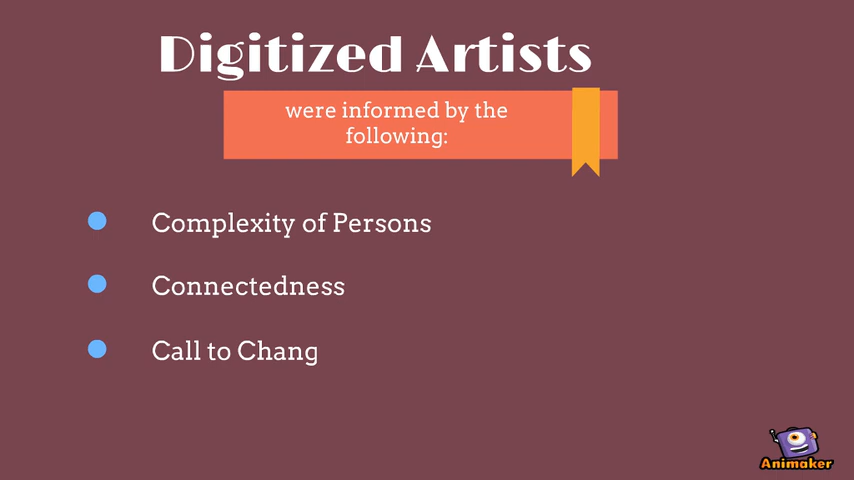 Digitized Artists
were informed by the
following:
Complexity of Persons
Connectedness
Call to Chang
Animaker